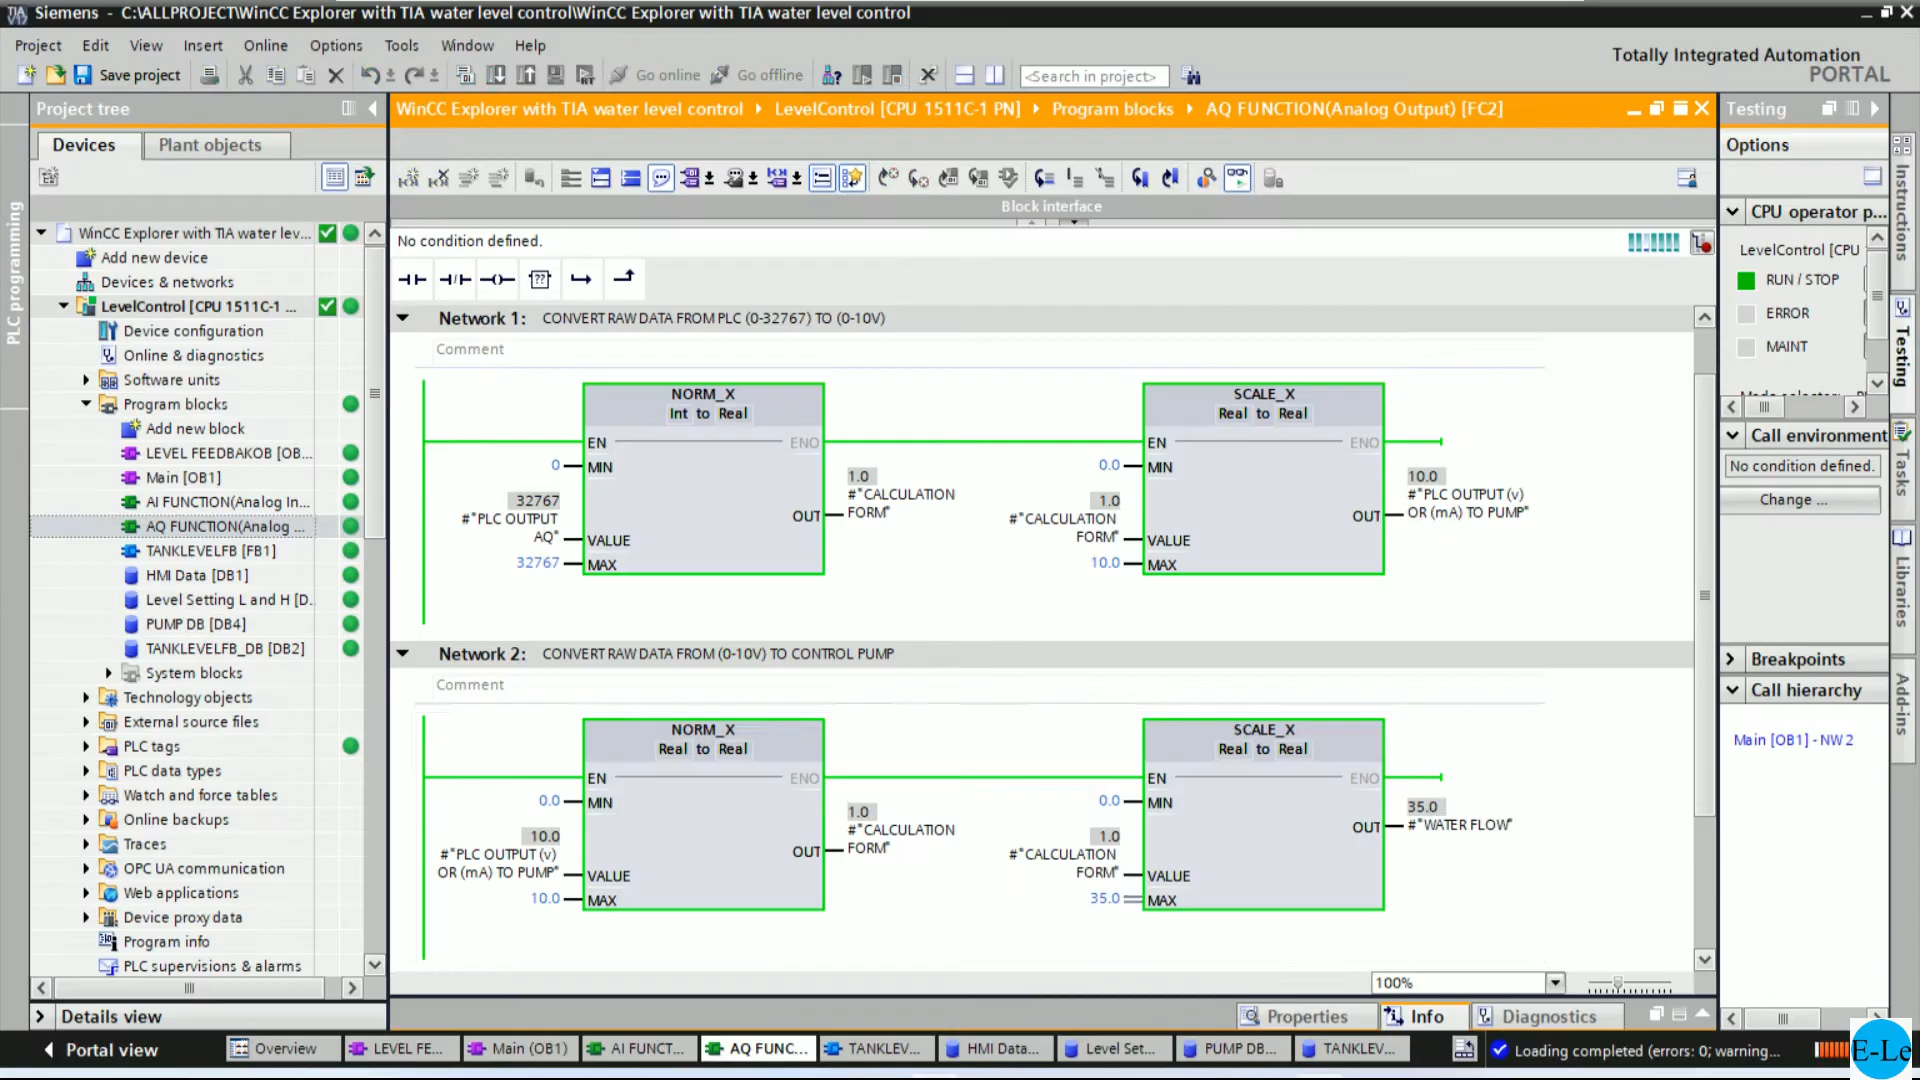 Siemens - C:\ALLPROJECT\WinCC Explorer with TIA water level control\WinCC Explorer with TIA water level control
Project Edit View Insert Online Options Tools Window Help
Totally Integrated Automation
PORTAL
Save project
Go online
Go offline
<Search in project>
Project tree
WinCC Explorer with TIA water level control
LevelControl [CPU 1511C-1 PN]
Program blocks
AQ FUNCTION(Analog Output) [FC2]
Testing
Devices
Plant objects
Options
Block interface
PLC programming
WinCC Explorer with TIA water lev...
Add new device
Devices & networks
LevelControl [CPU 1511C-1 ...
Device configuration
Online & diagnostics
Software units
Program blocks
Add new block
LEVEL FEEDBAKOB [OB...
Main [OB1]
AI FUNCTION(Analog In...
AQ FUNCTION(Analog ...
TANKLEVELFB [FB1]
HMI Data [DB1]
Level Setting L and H [D..
PUMP DB [DB4]
TANKLEVELFB_DB [DB2]
System blocks
Technology objects
External source files
PLC tags
PLC data types
Watch and force tables
Online backups
Traces
OPC UA communication
Web applications
Device proxy data
Program info
PLC supervisions & alarms
Details view
No condition defined.
??
Network 1: CONVERT RAW DATA FROM PLC (0-32767) TO (0-10V)
Comment
NORM_X
Int to Real
EN
ENO
0
MIN
32767
#"PLC OUTPUT
AQ"
VALUE
32767
MAX
OUT
1.0
#"CALCULATION
FORM"
SCALE_X
Real to Real
EN
ENO
0.0
MIN
1.0
#"CALCULATION
FORM"
VALUE
10.0
MAX
OUT
10.0
#"PLC OUTPUT (v)
OR (mA) TO PUMP"
Network 2: CONVERT RAW DATA FROM (0-10V) TO CONTROL PUMP
Comment
NORM_X
Real to Real
EN
ENO
0.0
MIN
10.0
#"PLC OUTPUT (v)
OR (mA) TO PUMP"
VALUE
10.0
MAX
OUT
1.0
#"CALCULATION
FORM"
SCALE_X
Real to Real
EN
ENO
0.0
MIN
1.0
#"CALCULATION
FORM"
VALUE
35.0
MAX
OUT
35.0
#"WATER FLOW"
100%
Properties
Info
Diagnostics
CPU operator p...
LevelControl [CPU
RUN / STOP
ERROR
MAINT
Call environment
No condition defined.
Change ...
Breakpoints
Call hierarchy
Main [OB1] - NW 2
Instructions
Testing
Tasks
Libraries
Add-ins
Portal view
Overview
LEVEL FE...
Main (OB1)
AI FUNCT...
AQ FUNC...
TANKLEV...
HMI Data...
Level Set...
PUMP DB...
TANKLEV...
Loading completed (errors: 0; warning...
E-Le